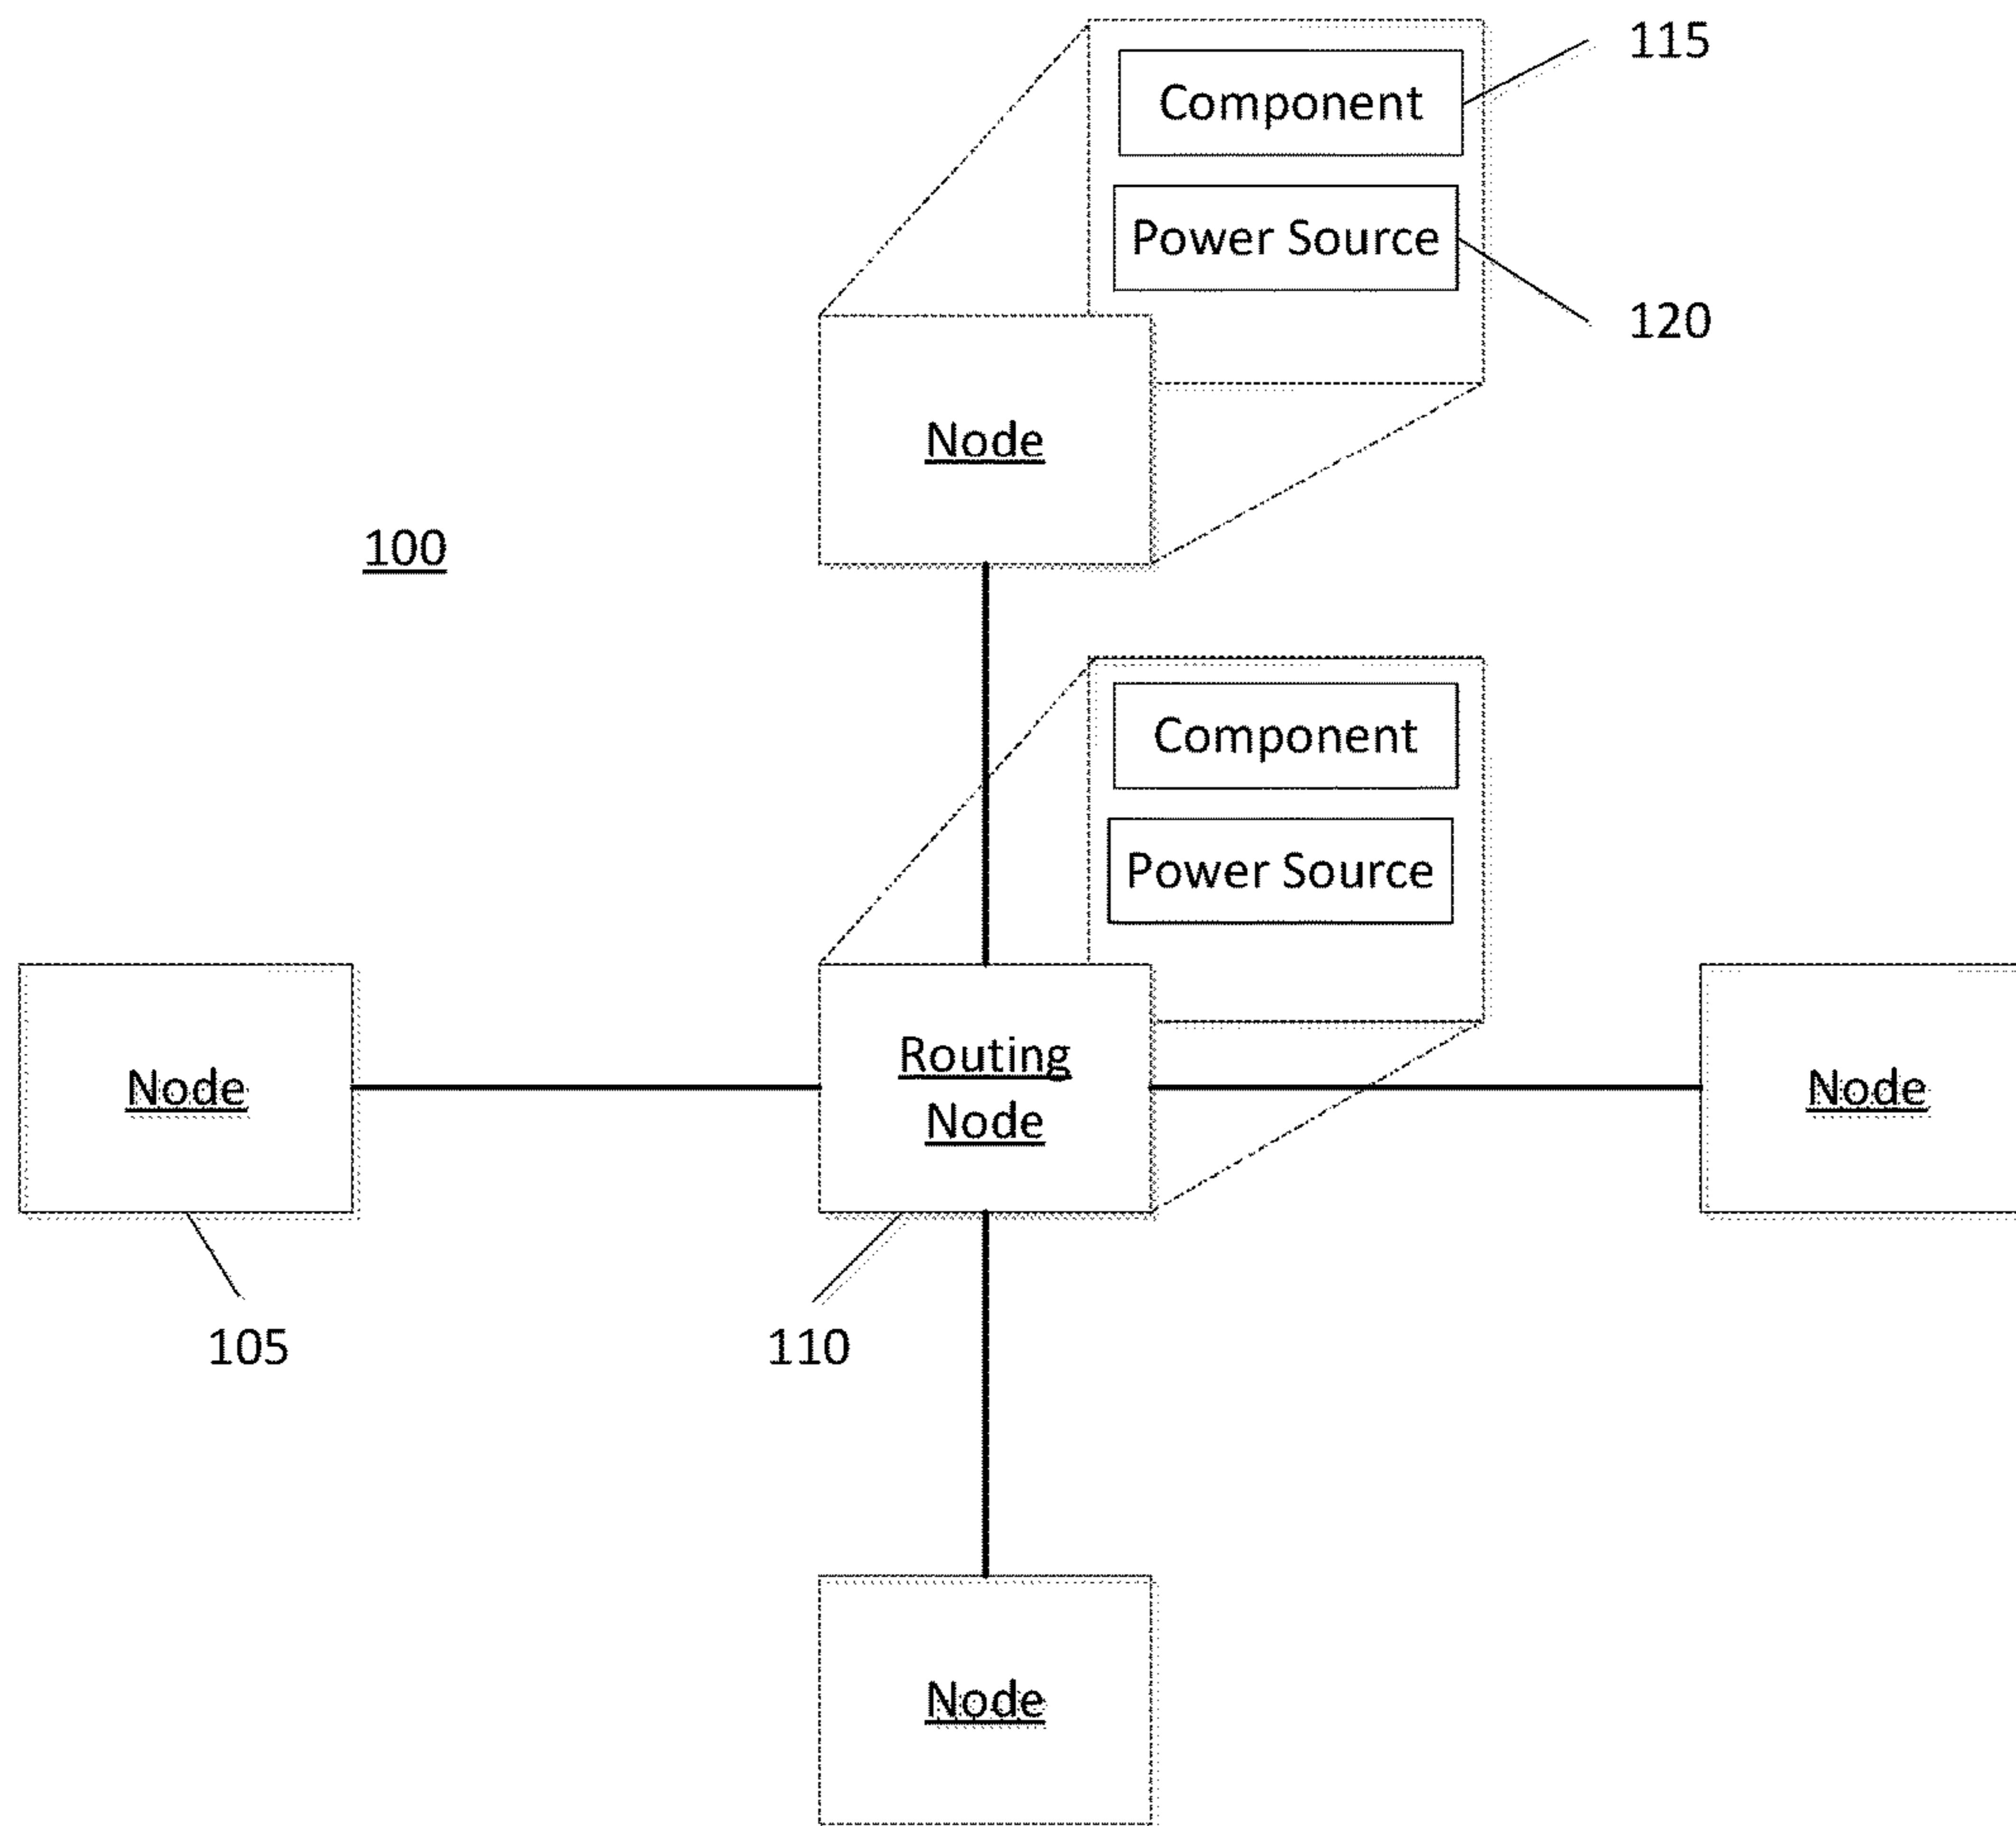 115
Component
Power Source
120
Node
100
Component
Power Source
Node
Routing
Node
Node
105
110
Node